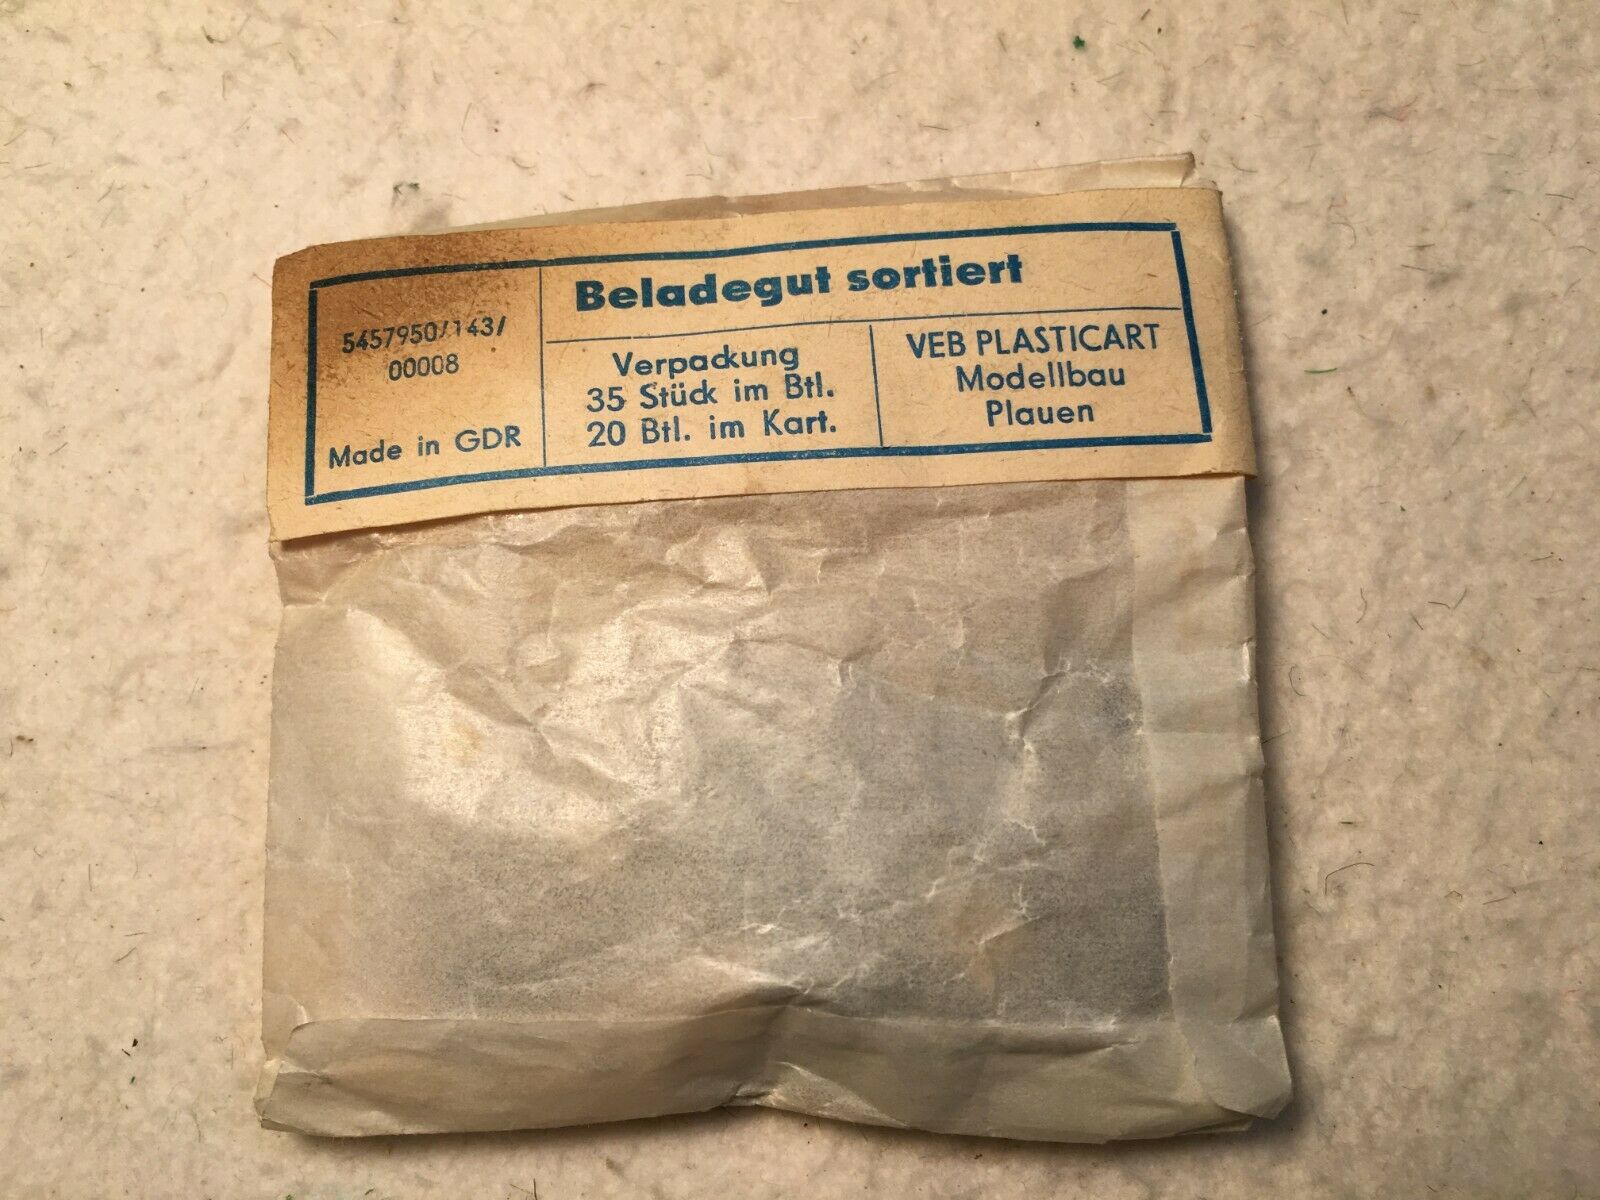 5457950/143/
00008
Made in GDR
Beladegut sortiert
Verpackung
35 Stück im Btl.
20 Btl. im Kart.
VEB PLASTICART
Modellbau
Plauen